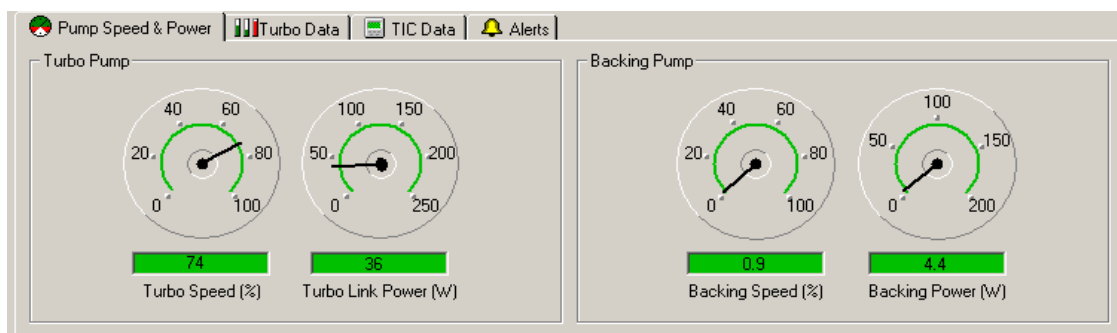 Pump Speed & Power Turbo Data TIC Data Alerts
Turbo Pump Backing Pump
40 60 100 150 40 60 100
20 80 50 200 20 80 50 150
0 100 0 250 0 100 0 200
74 36 0.9 4.4
Turbo Speed (%) Turbo Link Power (W) Backing Speed (%) Backing Power (W)